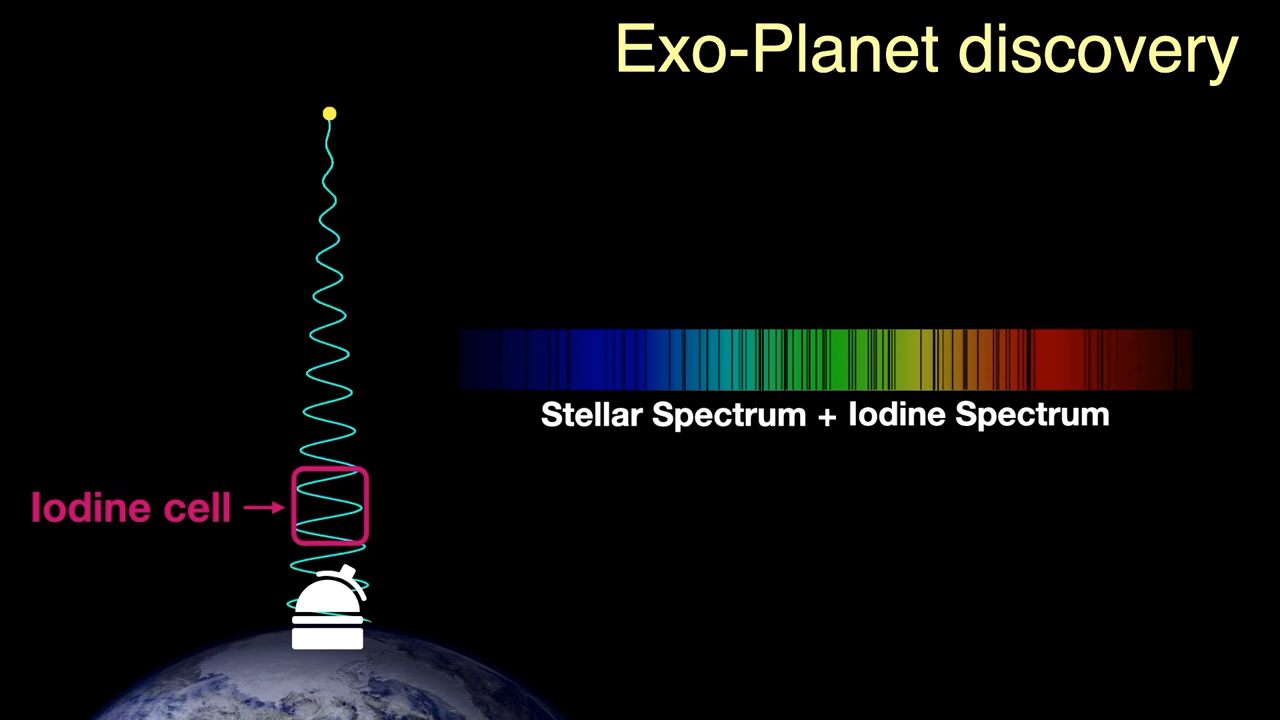 Exo-Planet discovery
Stellar Spectrum + Iodine Spectrum
Iodine cell